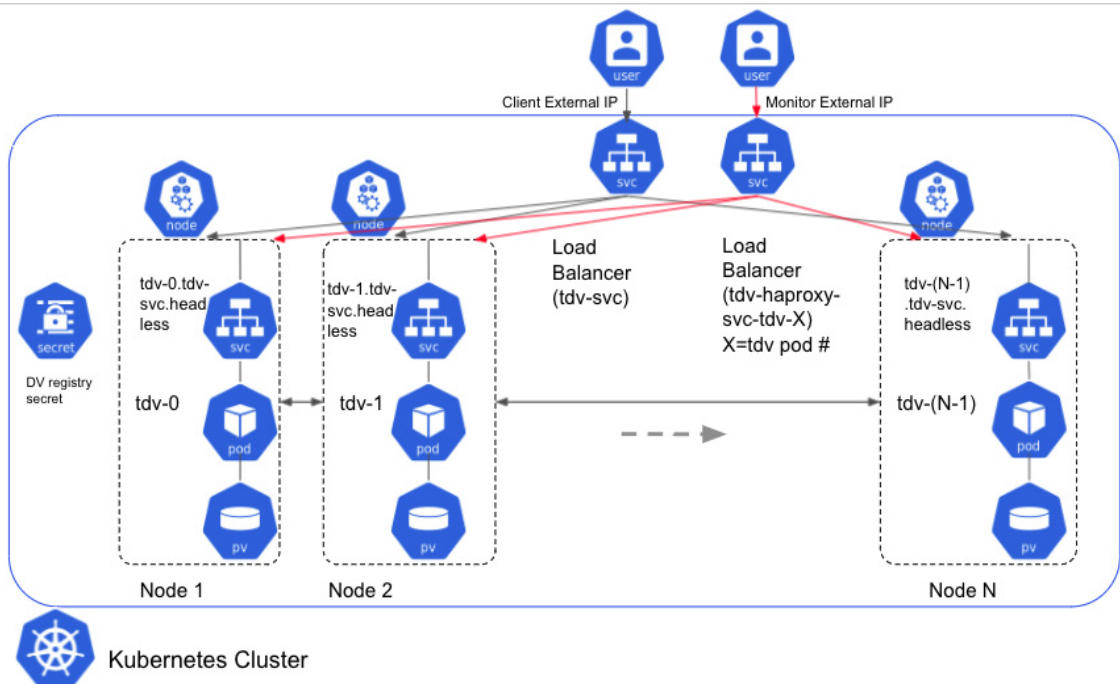 user
user
Client External IP
Monitor External IP
svc
svc
node
node
node
tdv-0.tdv-
svc.head
less
svc
tdv-1.tdv-
svc.head
less
svc
Load
Balancer
(tdv-svc)
Load
Balancer
(tdv-haproxy-
svc-tdv-X)
X=tdv pod #
tdv-(N-1)
.tdv-svc.
headless
svc
secret
DV registry
secret
tdv-0
pod
tdv-1
pod
tdv-(N-1)
pod
pv
pv
pv
Node 1
Node 2
Node N
Kubernetes Cluster